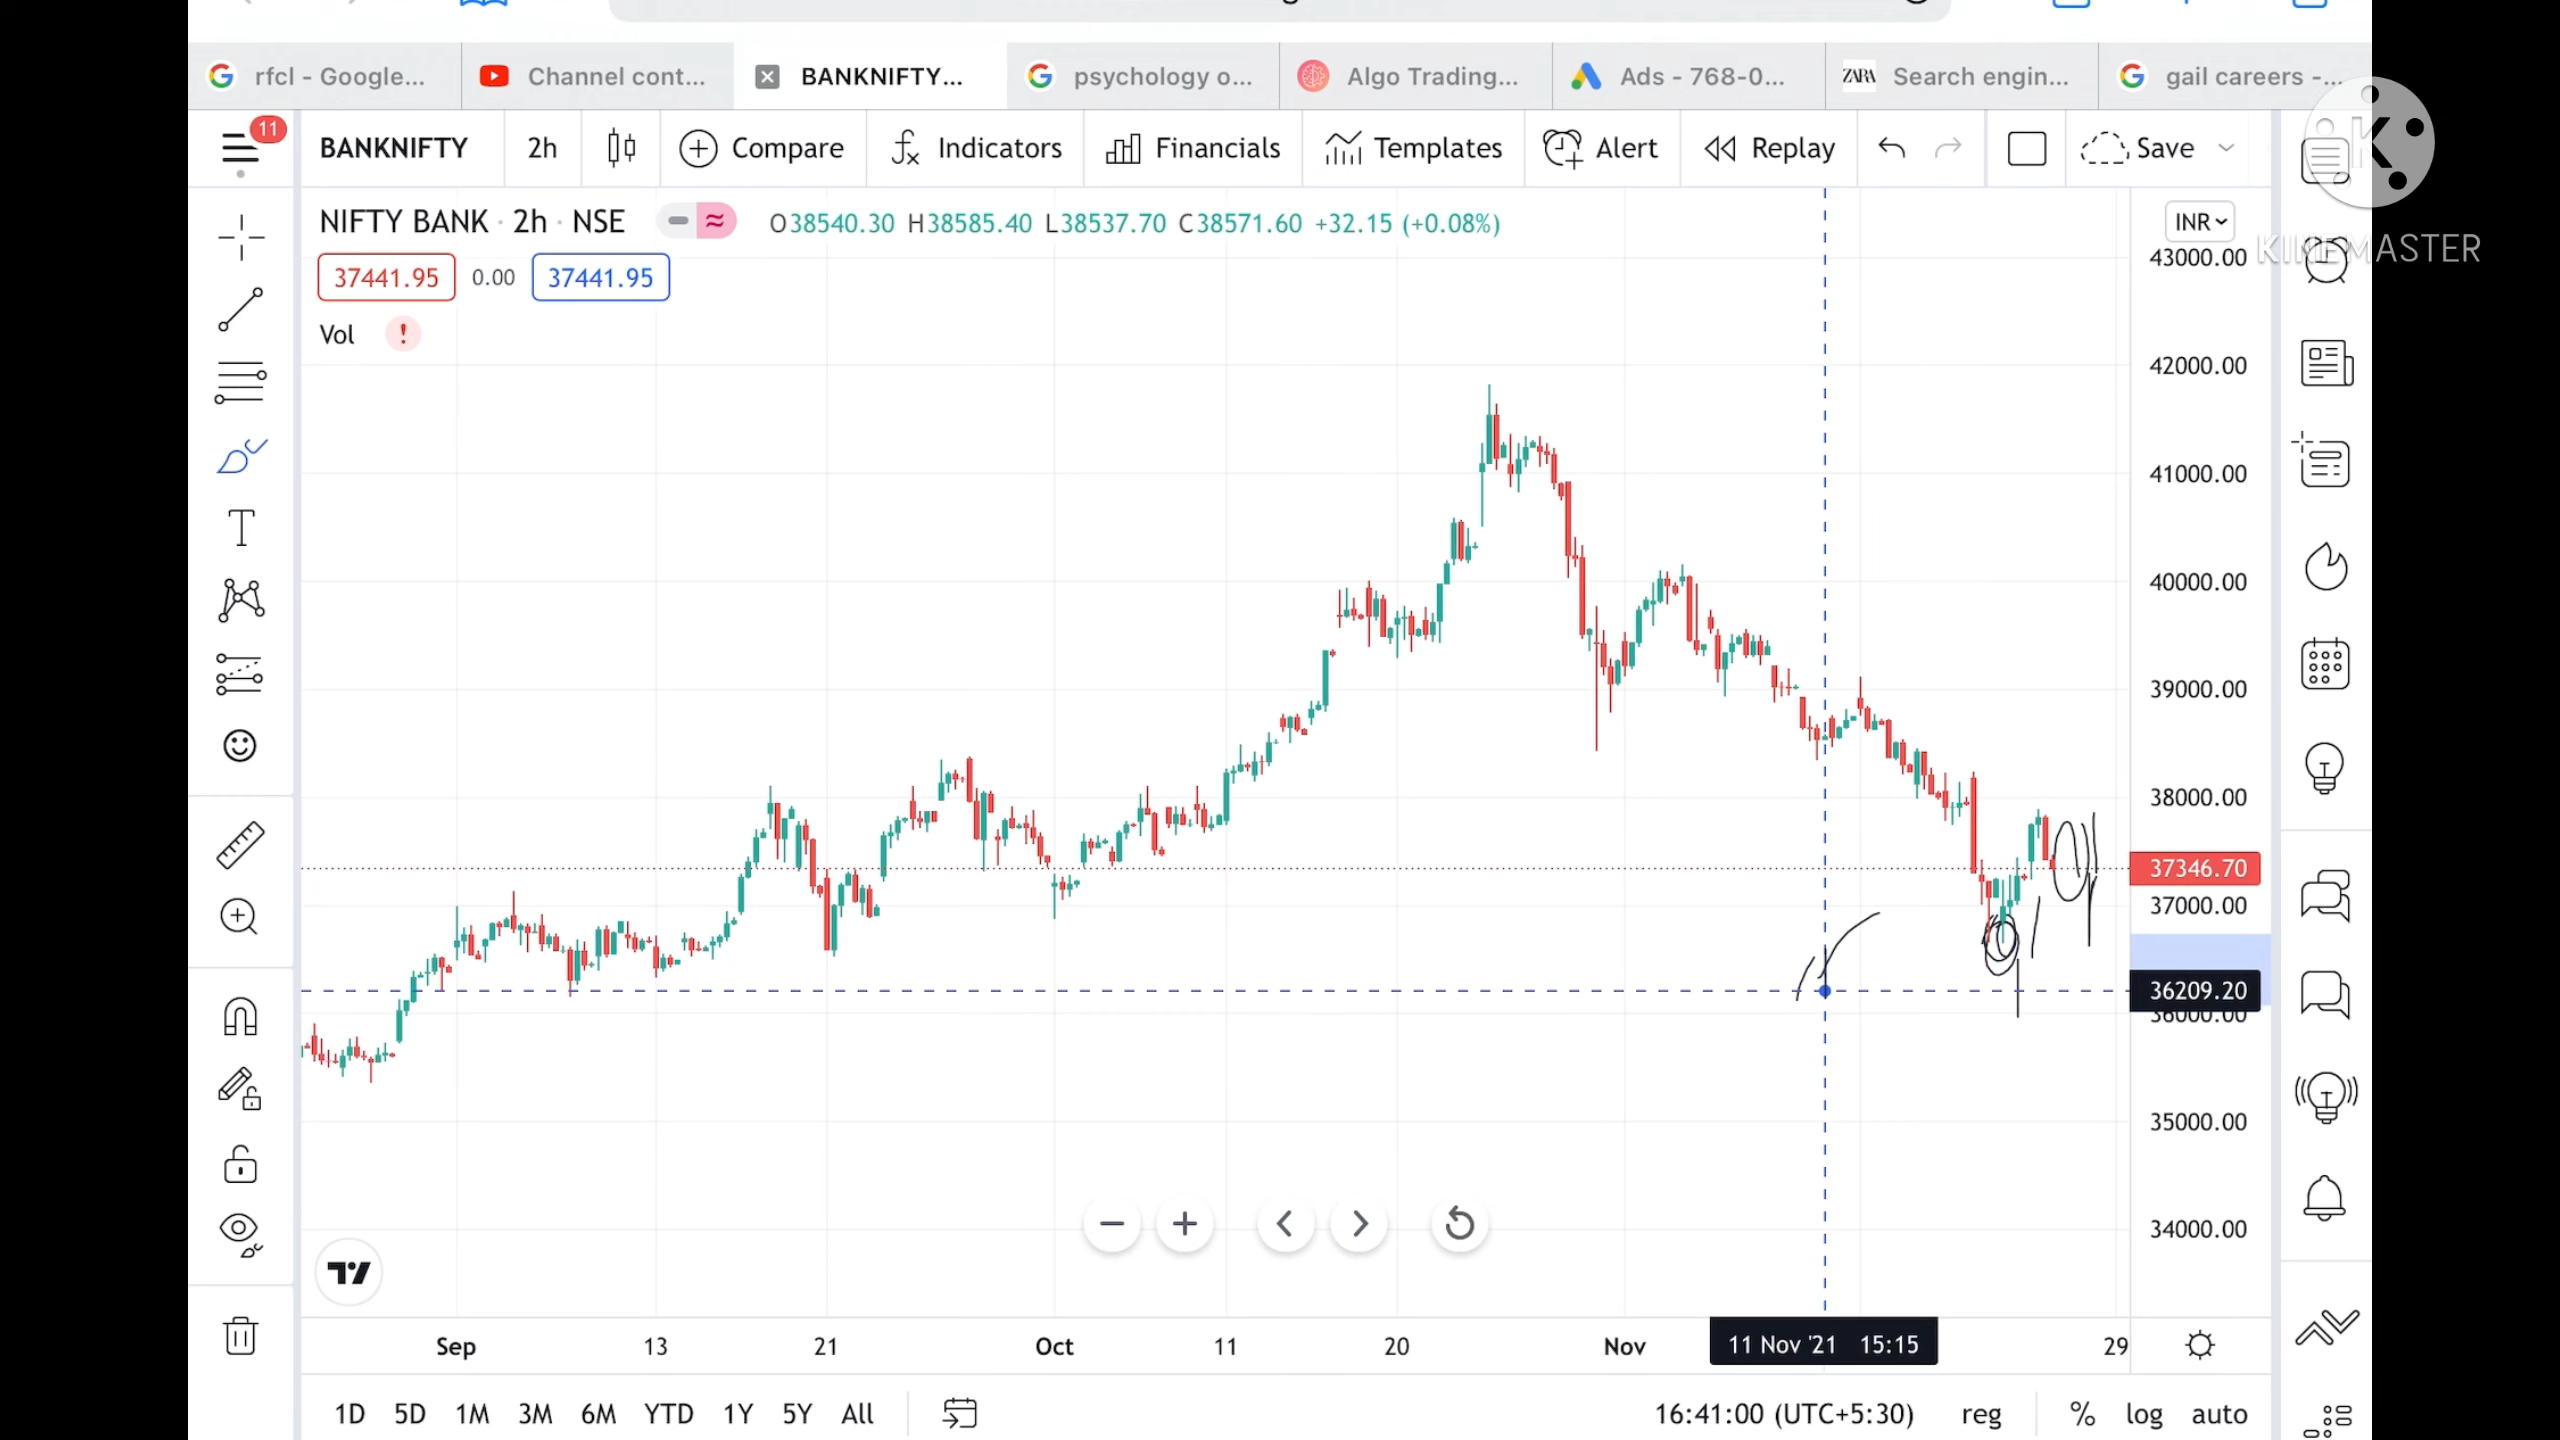 rfcl - Google...
Channel cont...
BANKNIFTY...
psychology o...
Algo Trading...
Ads - 768-0...
ZARA Search engin...
gail careers -...
11
BANKNIFTY 2h Compare Indicators Financials Templates Alert Replay Save
K
KINEMASTER
NIFTY BANK · 2h · NSE O38540.30 H38585.40 L38537.70 C38571.60 +32.15 (+0.08%)
INR
37441.95 0.00 37441.95
Vol !
43000.00
42000.00
41000.00
40000.00
39000.00
38000.00
37346.70
37000.00
36209.20
36000.00
35000.00
34000.00
Sep 13 21 Oct 11 20 Nov 11 Nov '21 15:15 29
1D 5D 1M 3M 6M YTD 1Y 5Y All 16:41:00 (UTC+5:30) reg % log auto